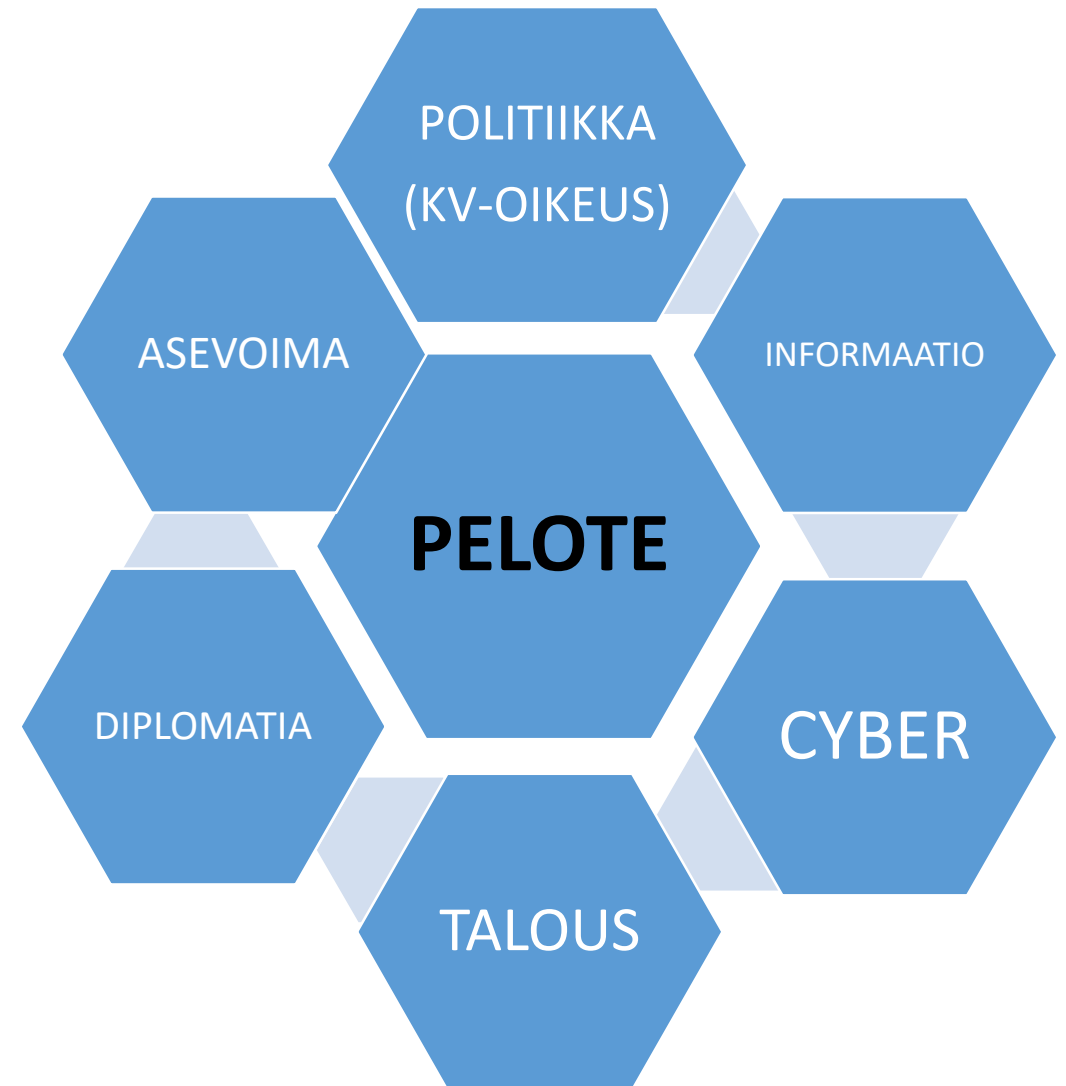 POLITIIKKA
(KV-OIKEUS)
ASEVOIMA
INFORMAATIO
PELOTE
DIPLOMATIA
CYBER
TALOUS